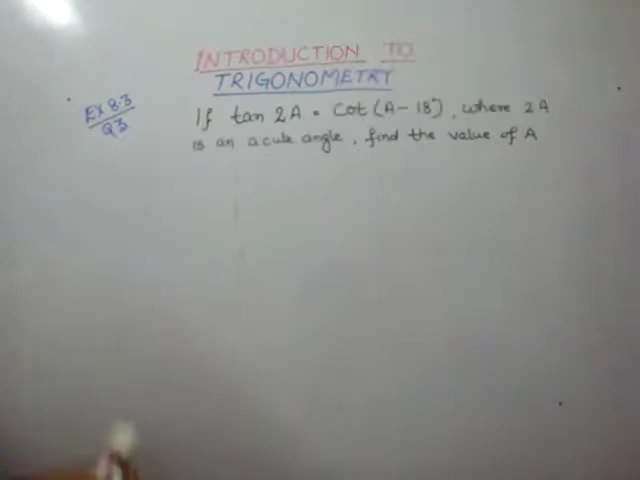 INTRODUCTION TO
TRIGONOMETRY
EX 8.3
Q3
If tan 2A = Cot (A - 18°), where 2A
is an acute angle, find the value of A